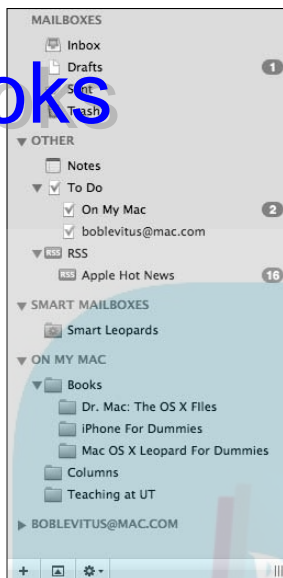 MAILBOXES
Inbox
Drafts 1
Sent
Trash
ooks
OTHER
Notes
To Do
On My Mac 2
boblevitus@mac.com
RSS RSS
RSS Apple Hot News 16
SMART MAILBOXES
Smart Leopards
ON MY MAC
Books
Dr. Mac: The OS X FIles
iPhone For Dummies
Mac OS X Leopard For Dummies
Columns
Teaching at UT
BOBLEVITUS@MAC.COM